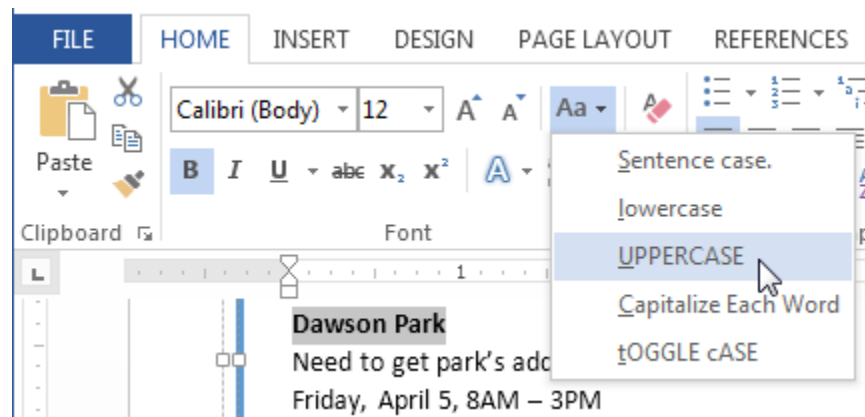 FILE HOME INSERT DESIGN PAGE LAYOUT REFERENCES
Calibri (Body) 12 A A Aa
Paste
B I U abc X₂ X² A
Clipboard Font
Sentence case.
lowercase
UPPERCASE
Capitalize Each Word
tOGGLE cASE
L 1
Dawson Park
Need to get park's
Friday, April 5, 8AM – 3PM